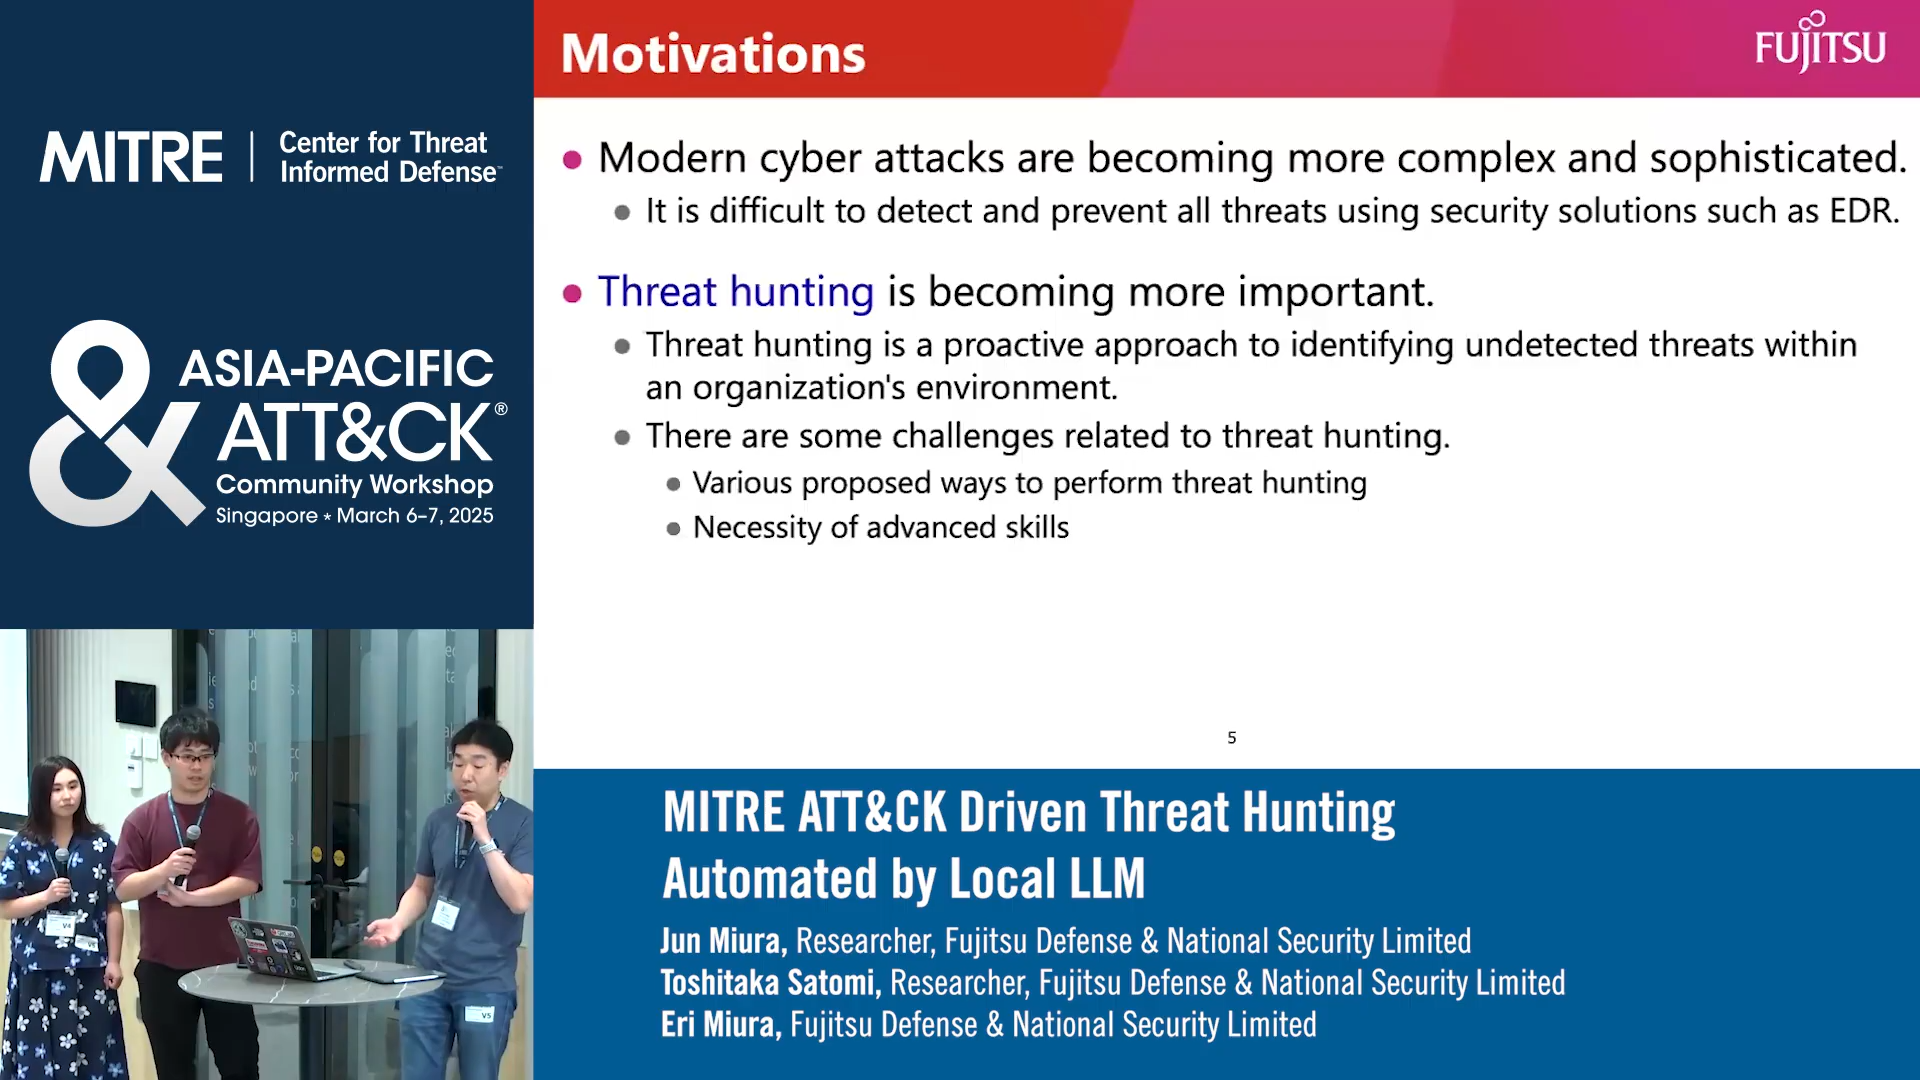 Motivations
FUJITSU
MITRE | Center for Threat
Informed Defense™
ASIA-PACIFIC
ATT&CK®
Community Workshop
Singapore ★ March 6–7, 2025
● Modern cyber attacks are becoming more complex and sophisticated.
● It is difficult to detect and prevent all threats using security solutions such as EDR.
● Threat hunting is becoming more important.
● Threat hunting is a proactive approach to identifying undetected threats within
an organization's environment.
● There are some challenges related to threat hunting.
● Various proposed ways to perform threat hunting
● Necessity of advanced skills
5
V4
V5
MITRE ATT&CK Driven Threat Hunting
Automated by Local LLM
Jun Miura, Researcher, Fujitsu Defense & National Security Limited
Toshitaka Satomi, Researcher, Fujitsu Defense & National Security Limited
Eri Miura, Fujitsu Defense & National Security Limited